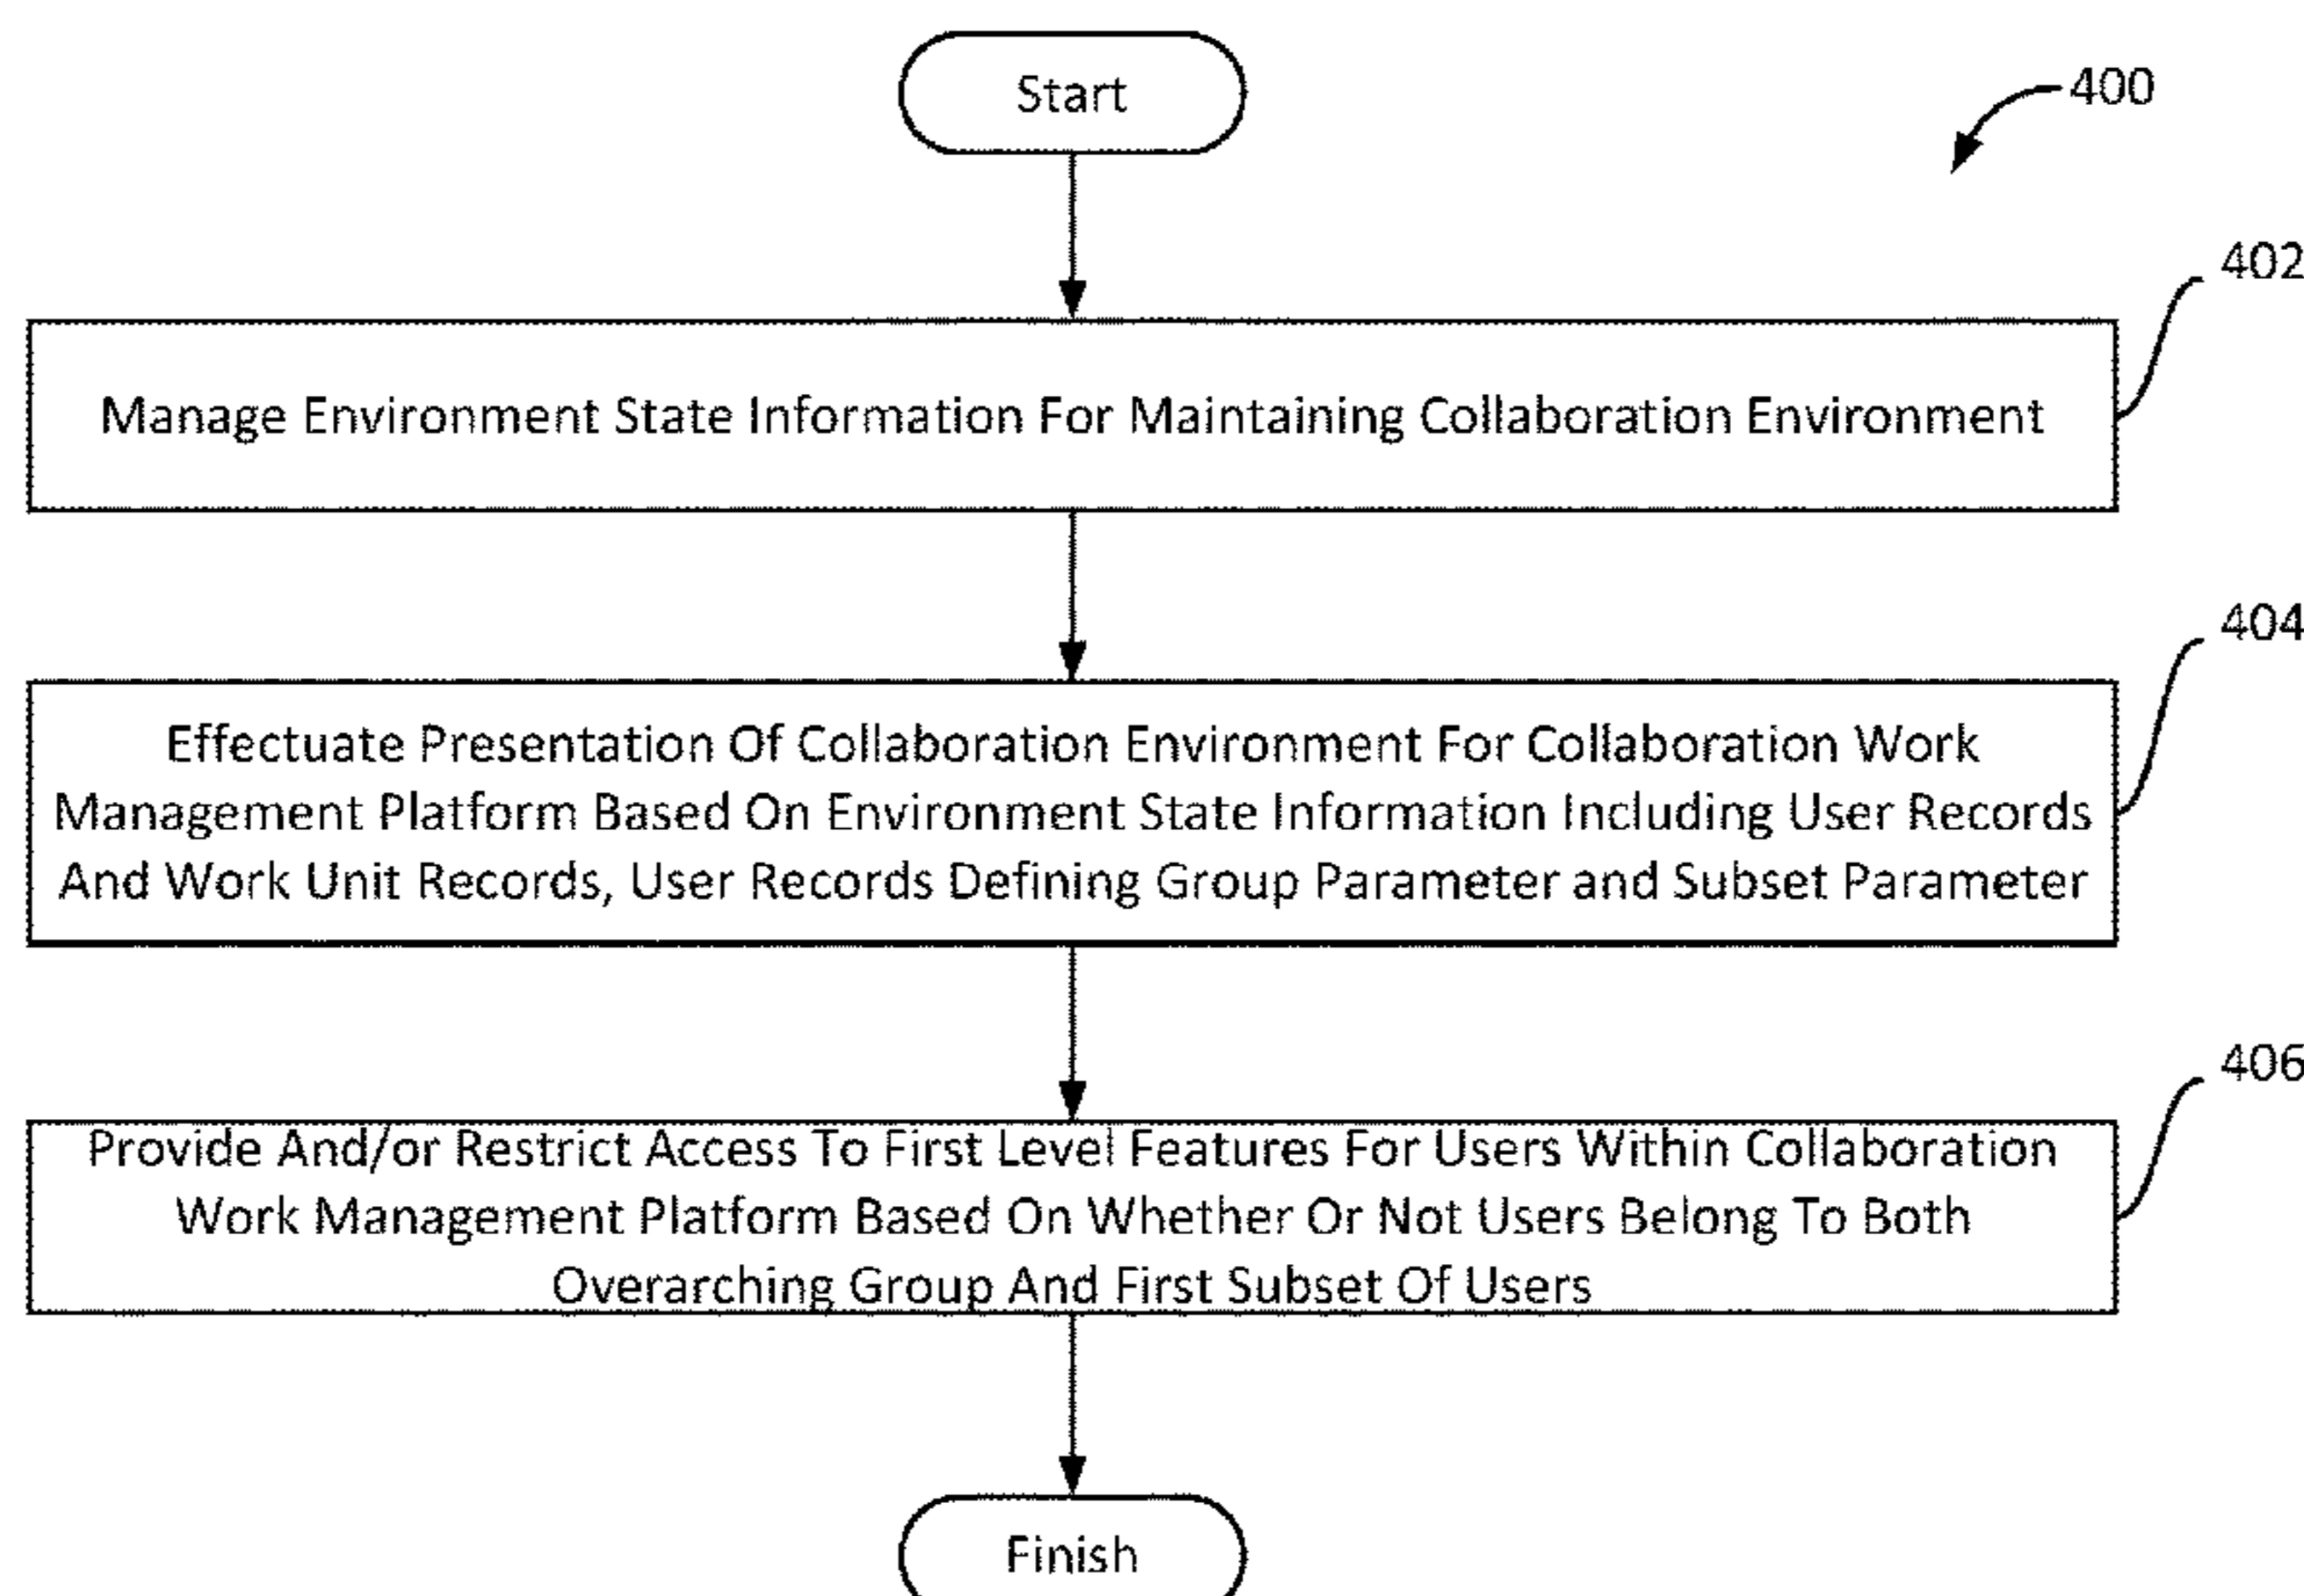 Start
400
402
Manage Environment State Information For Maintaining Collaboration Environment
404
Effectuate Presentation Of Collaboration Environment For Collaboration Work
Management Platform Based On Environment State Information Including User Records
And Work Unit Records, User Records Defining Group Parameter and Subset Parameter
406
Provide And/or Restrict Access To First Level Features For Users Within Collaboration
Work Management Platform Based On Whether Or Not Users Belong To Both
Overarching Group And First Subset Of Users
Finish